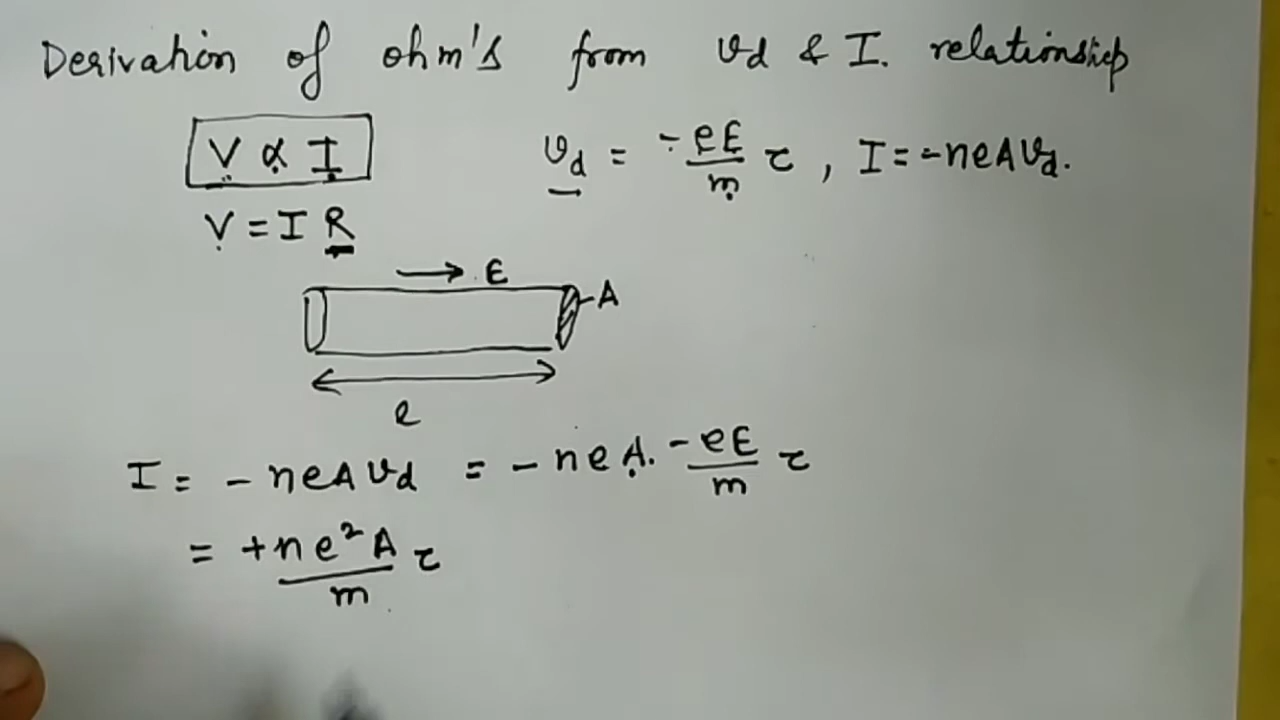 Derivation of ohm's from vd & I. relationship
V ∝ I
vd = -eE/m τ, I = -neAvd.
V = I R
E
A
l
I = -neAvd = -neA. -eE/m τ
= +ne²A/m τ